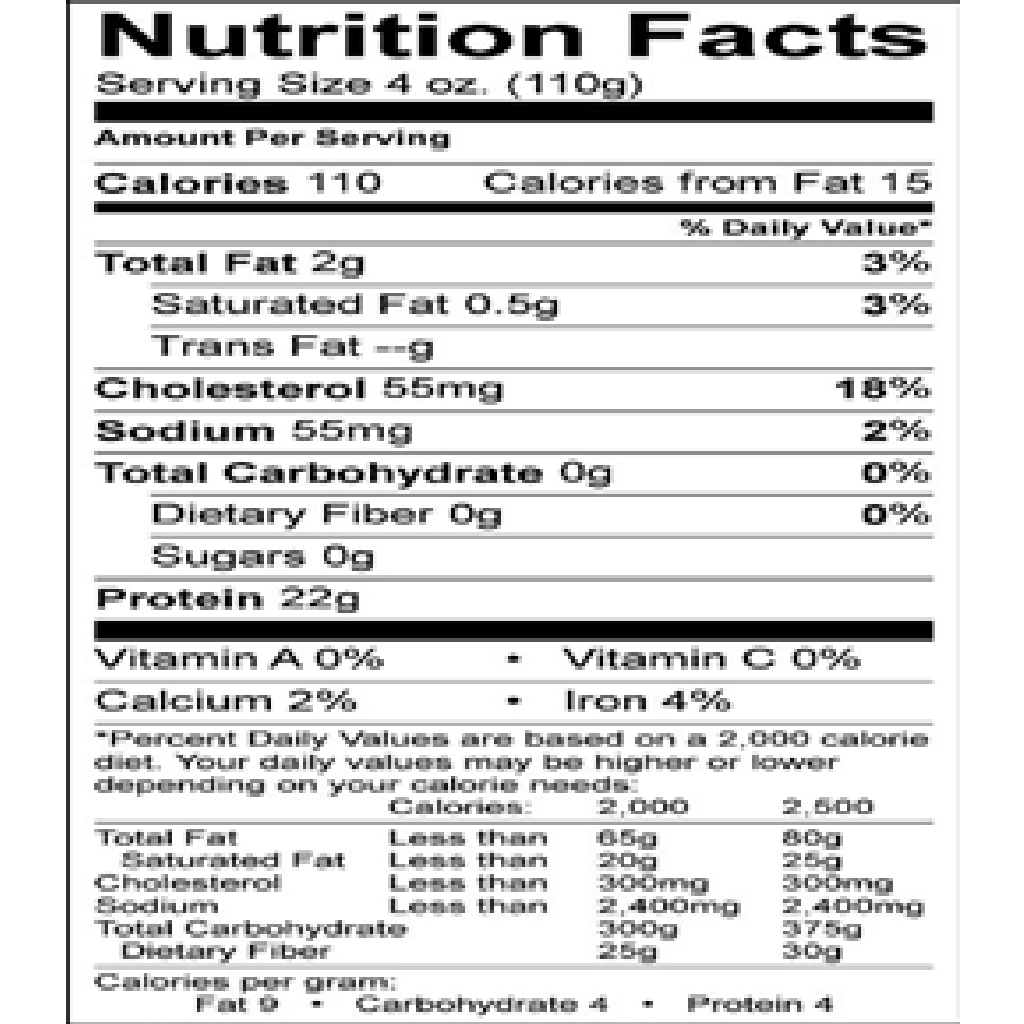 Nutrition Facts
Serving Size 4 oz. (110g)
Amount Per Serving
Calories 110 Calories from Fat 15
% Daily Value*
Total Fat 2g 3%
Saturated Fat 0.5g 3%
Trans Fat --g
Cholesterol 55mg 18%
Sodium 55mg 2%
Total Carbohydrate 0g 0%
Dietary Fiber 0g 0%
Sugars 0g
Protein 22g
Vitamin A 0% • Vitamin C 0%
Calcium 2% • Iron 4%
*Percent Daily Values are based on a 2,000 calorie
diet. Your daily values may be higher or lower
depending on your calorie needs:
Calories: 2,000 2,500
Total Fat Less than 65g 80g
Saturated Fat Less than 20g 25g
Cholesterol Less than 300mg 300mg
Sodium Less than 2,400mg 2,400mg
Total Carbohydrate 300g 375g
Dietary Fiber 25g 30g
Calories per gram:
Fat 9 • Carbohydrate 4 • Protein 4